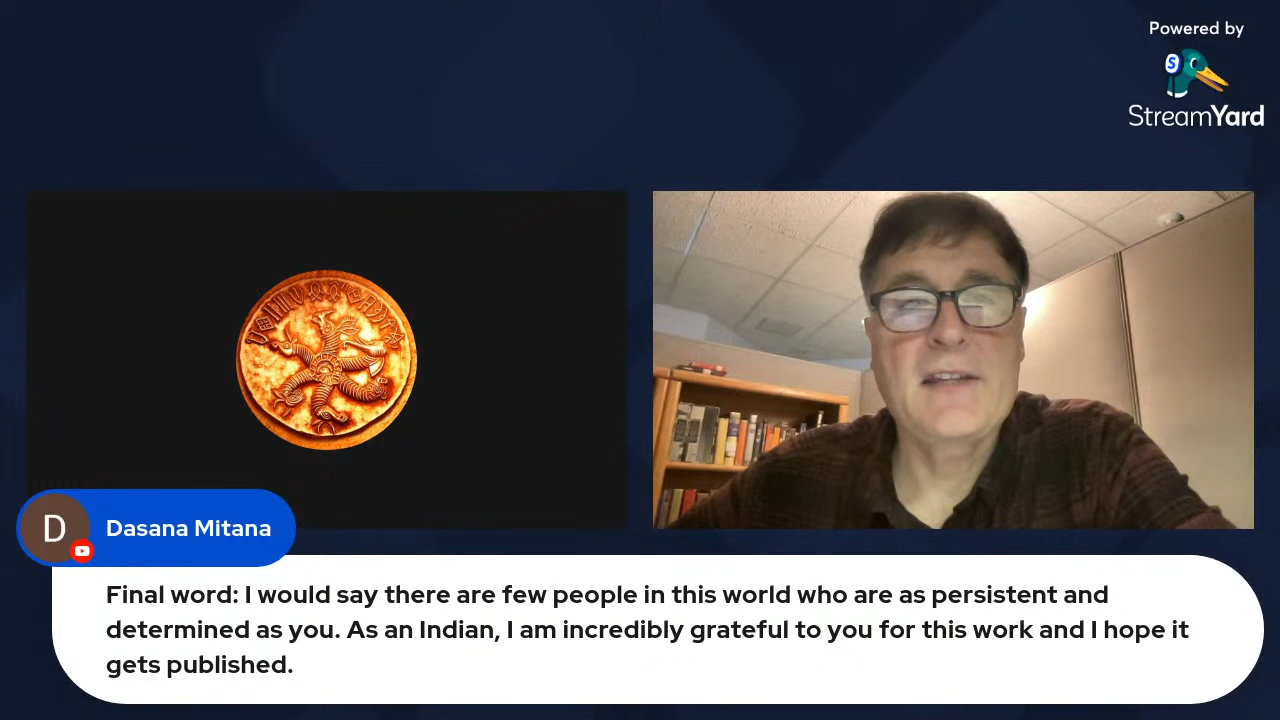 Powered by
S
StreamYard
D
Dasana Mitana
Final word: I would say there are few people in this world who are as persistent and
determined as you. As an Indian, I am incredibly grateful to you for this work and I hope it
gets published.